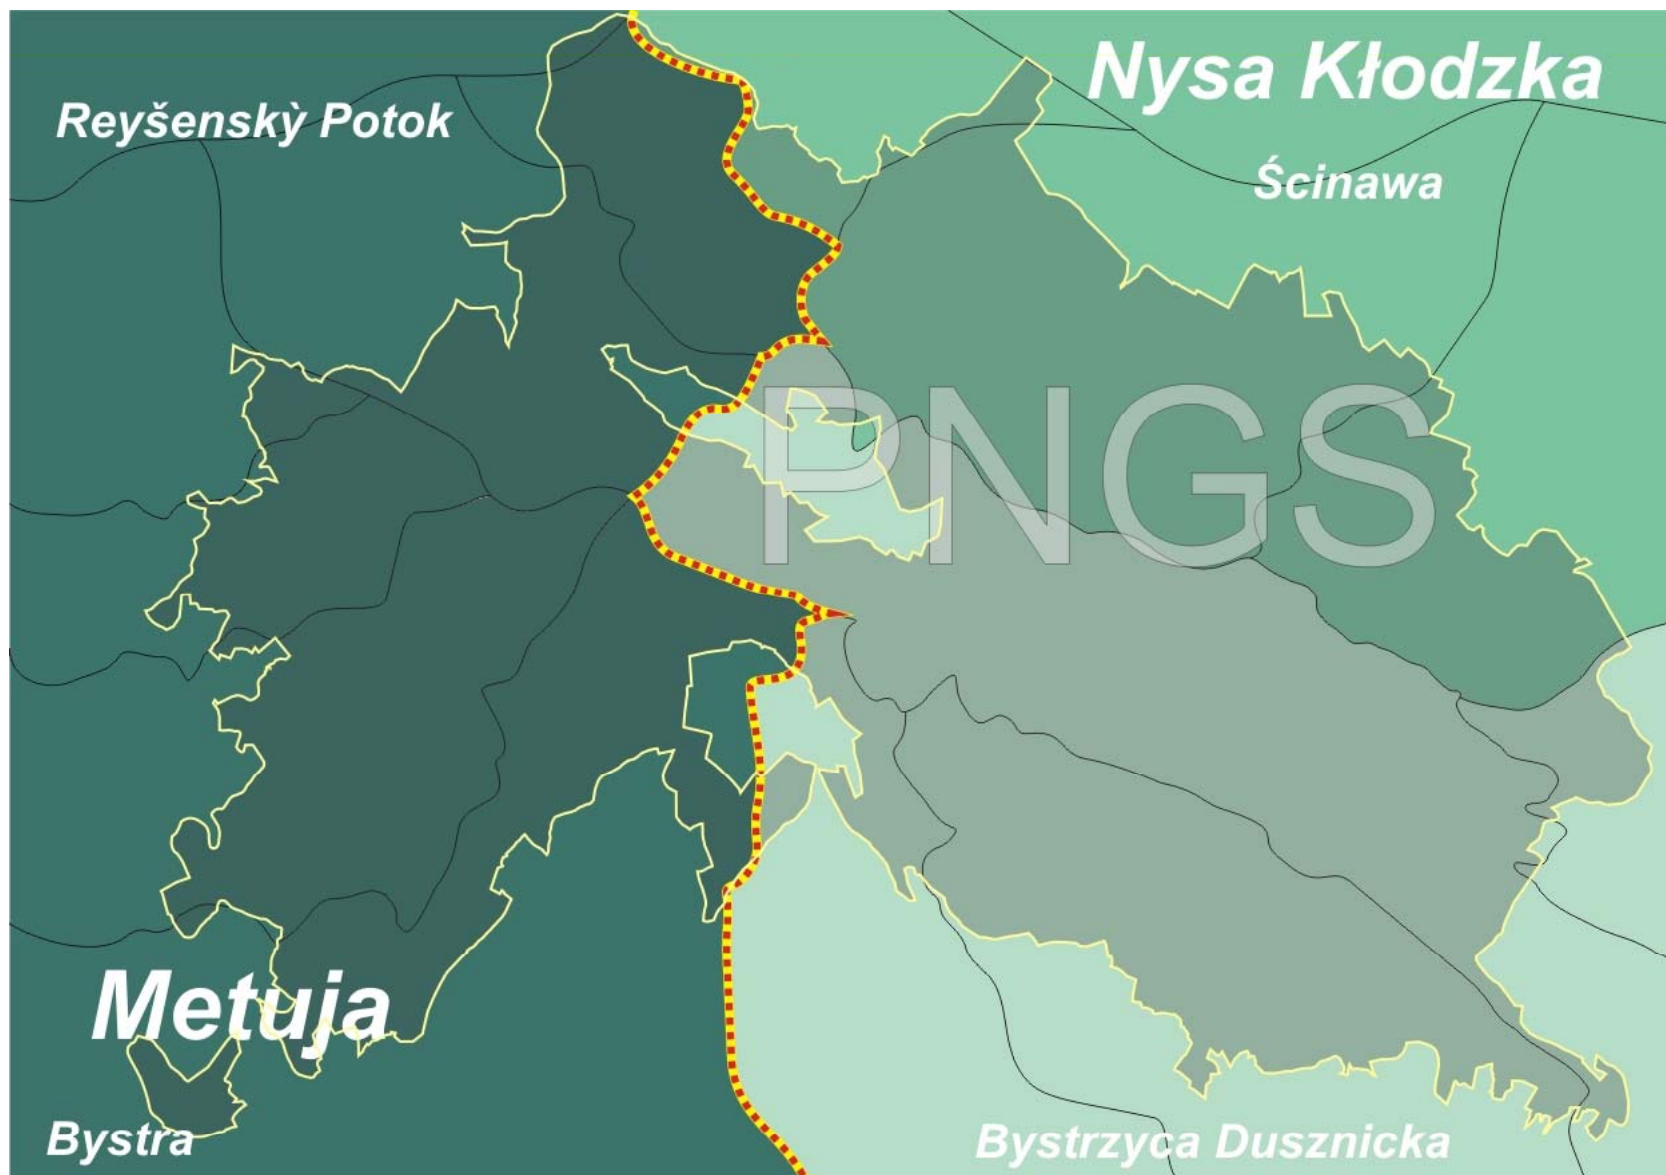 Nysa Kłodzka
Reyšenskỳ Potok
Ścinawa
PNGS
Metuja
Bystra
Bystrzyca Dusznicka